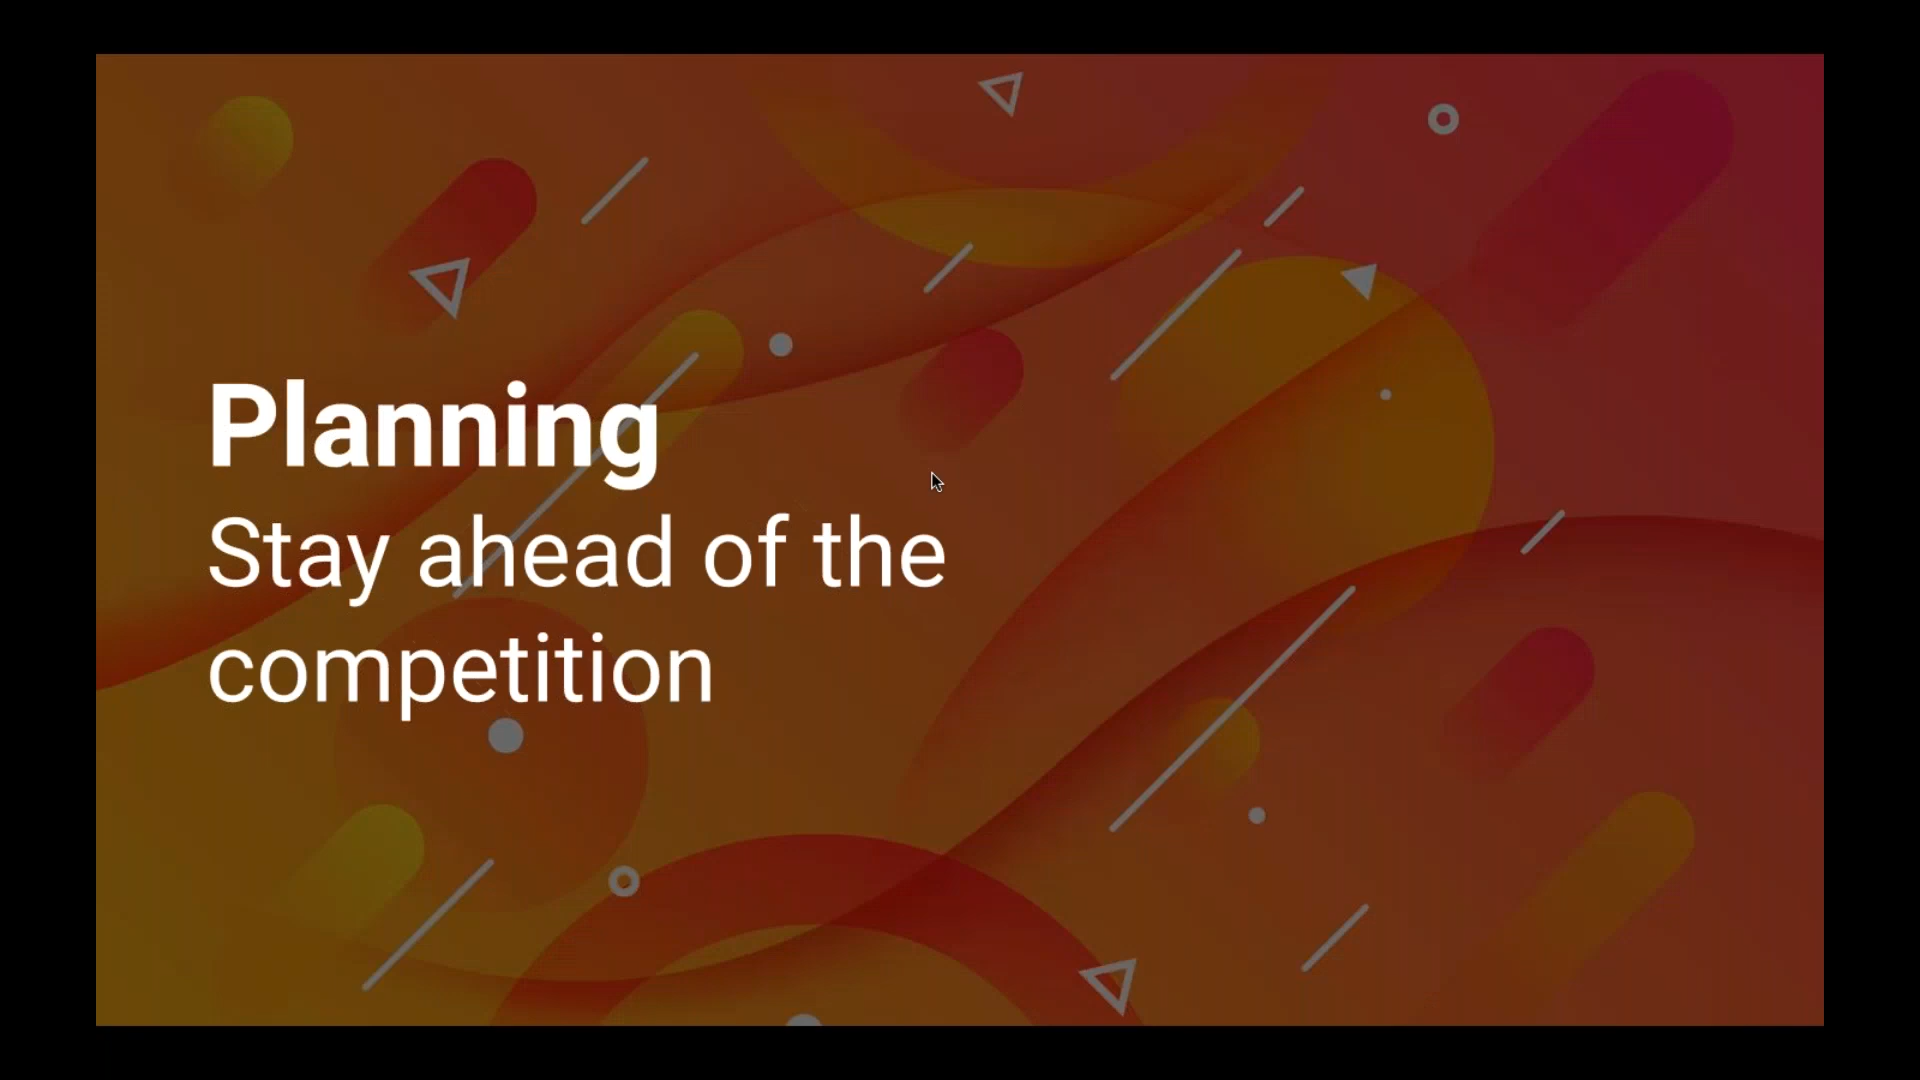 Planning
Stay ahead of the
competition